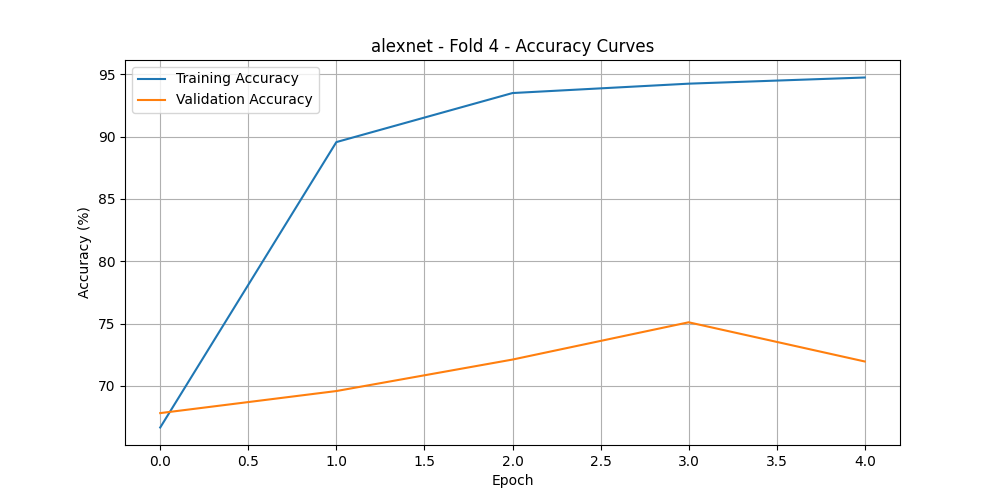 alexnet - Fold 4 - Accuracy Curves
Training Accuracy
Validation Accuracy
Accuracy (%)
95
90
85
80
75
70
0.0 0.5 1.0 1.5 2.0 2.5 3.0 3.5 4.0
Epoch